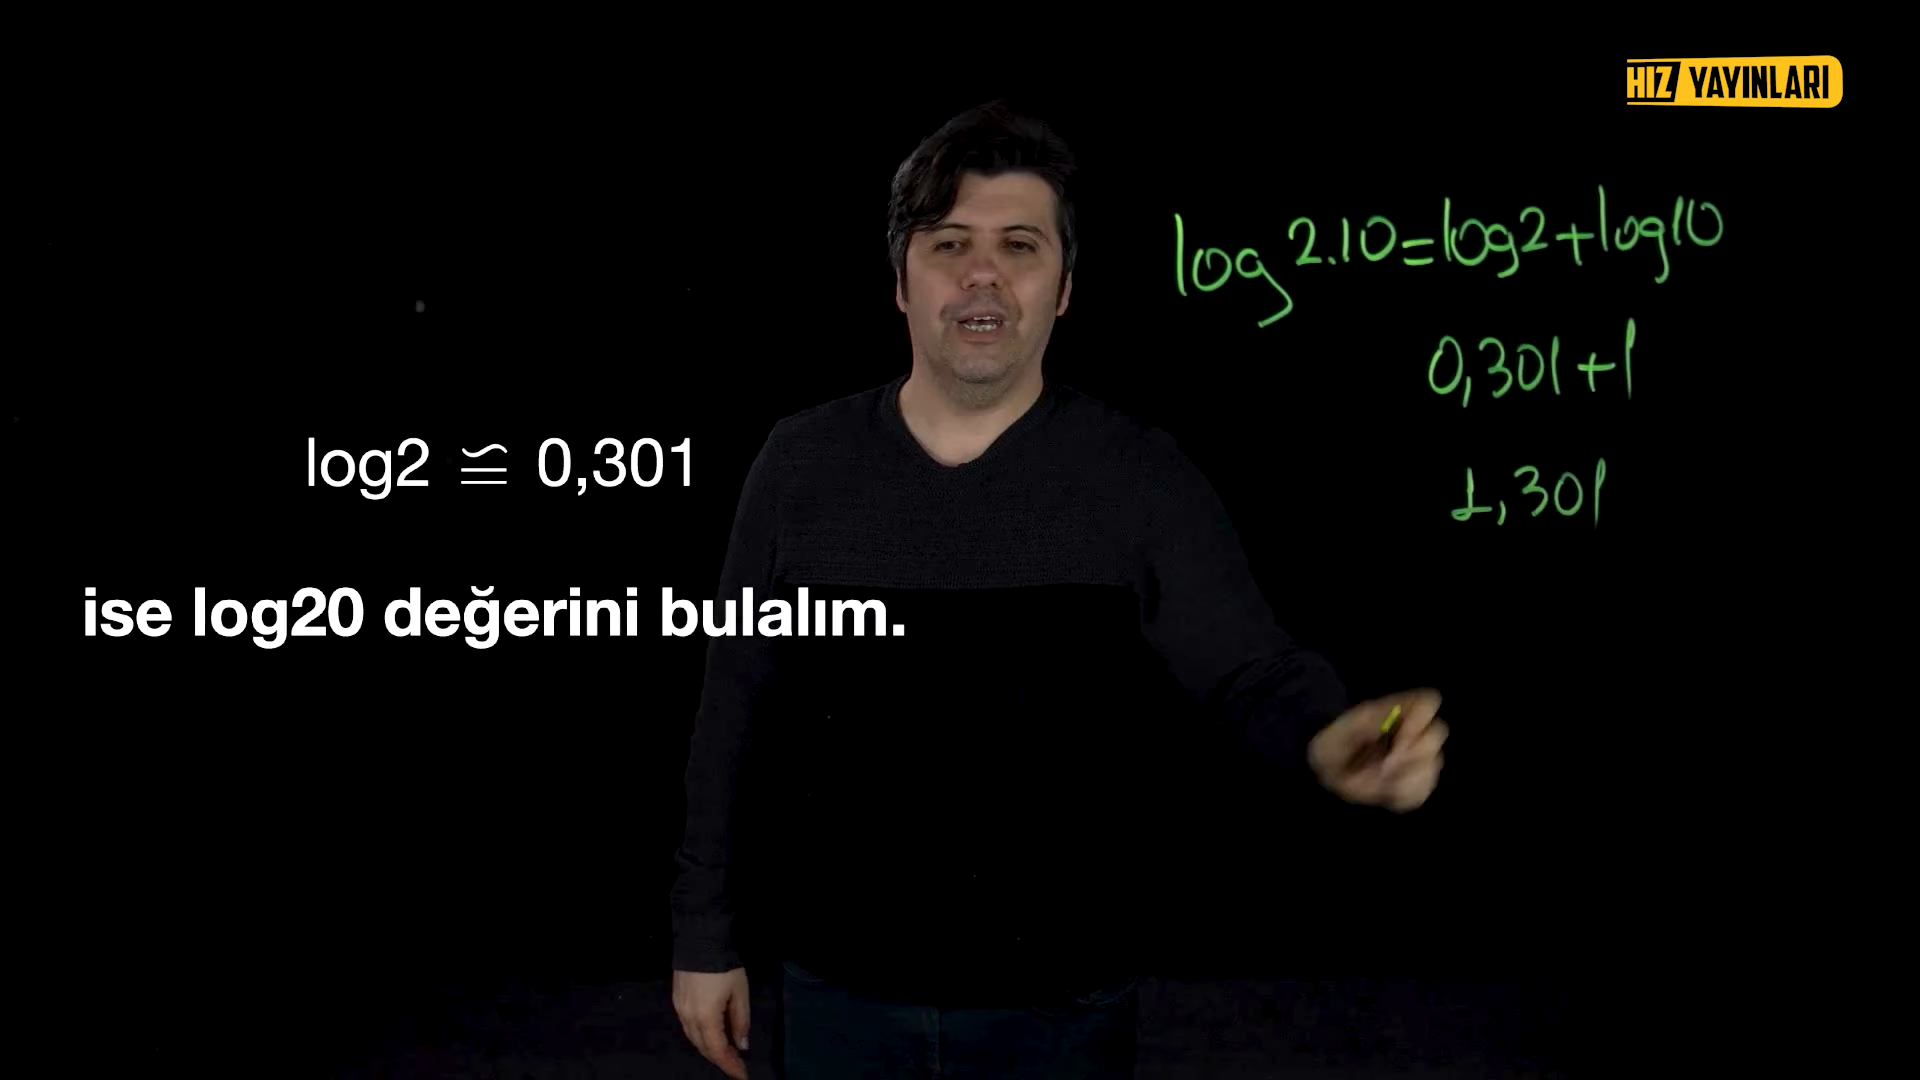 HIZ YAYINLARI
log2 ≌ 0,301
ise log20 değerini bulalım.
log 2.10=log2+log10
0,301+1
1,301